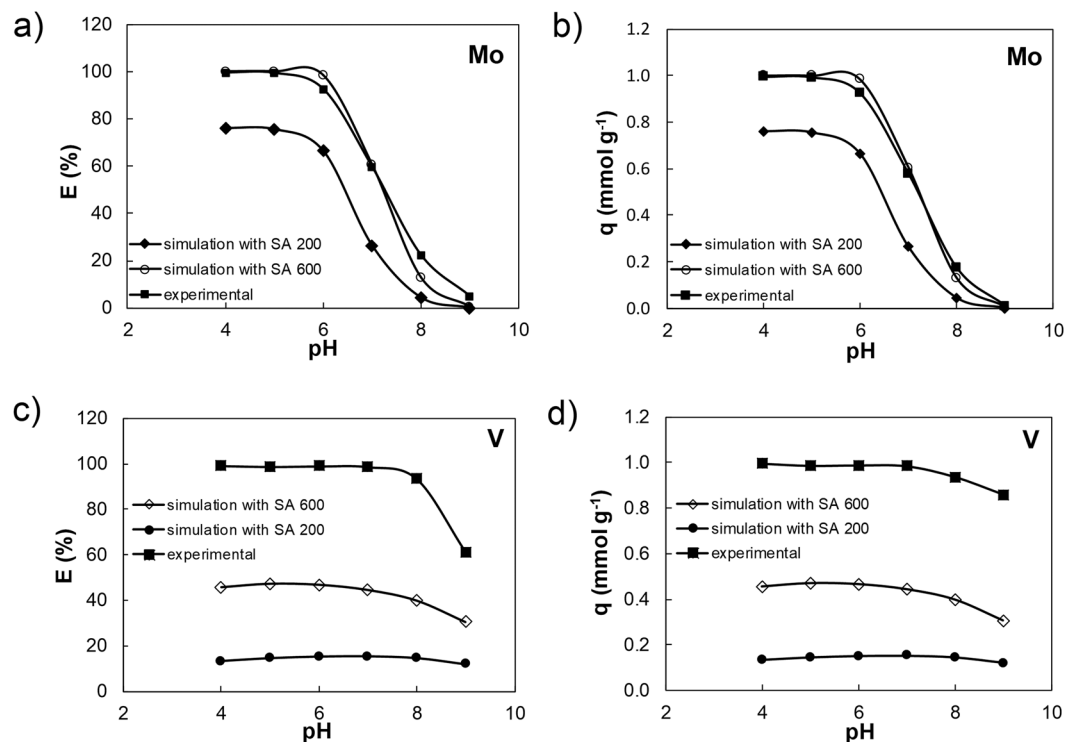 a)
Mo
E (%)
120
100
80
60
40
20
0
simulation with SA 200
simulation with SA 600
experimental
2 4 6 8 10
pH
b)
Mo
q (mmol g-1)
1.2
1.0
0.8
0.6
0.4
0.2
0.0
simulation with SA 200
simulation with SA 600
experimental
2 4 6 8 10
pH
c)
V
E (%)
120
100
80
60
40
20
0
simulation with SA 600
simulation with SA 200
experimental
2 4 6 8 10
pH
d)
V
q (mmol g-1)
1.2
1.0
0.8
0.6
0.4
0.2
0.0
simulation with SA 600
simulation with SA 200
experimental
2 4 6 8 10
pH